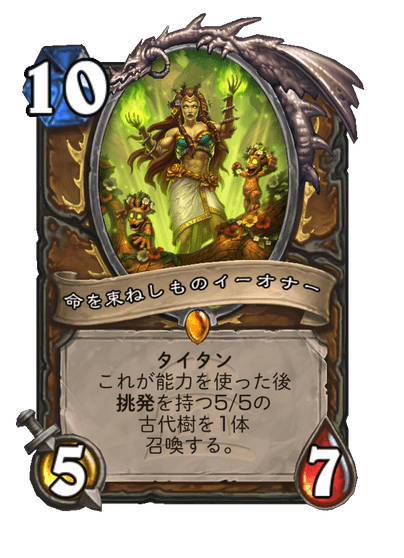 10
命を束ねしものイーオナー
タイタン
これが能力を使った後
挑発を持つ5/5の
古代樹を1体
召喚する。
5
7